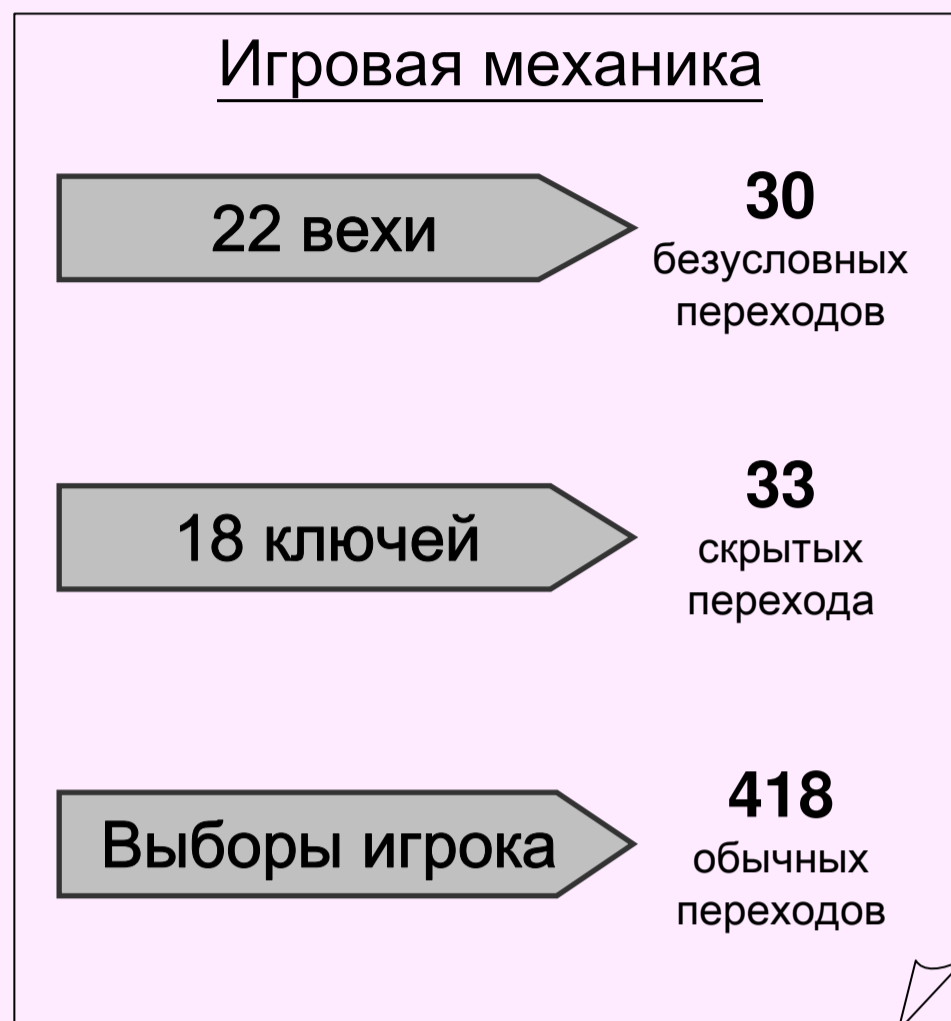 Игровая механика
22 вехи
30
безусловных
переходов
18 ключей
33
скрытых
перехода
Выборы игрока
418
обычных
переходов